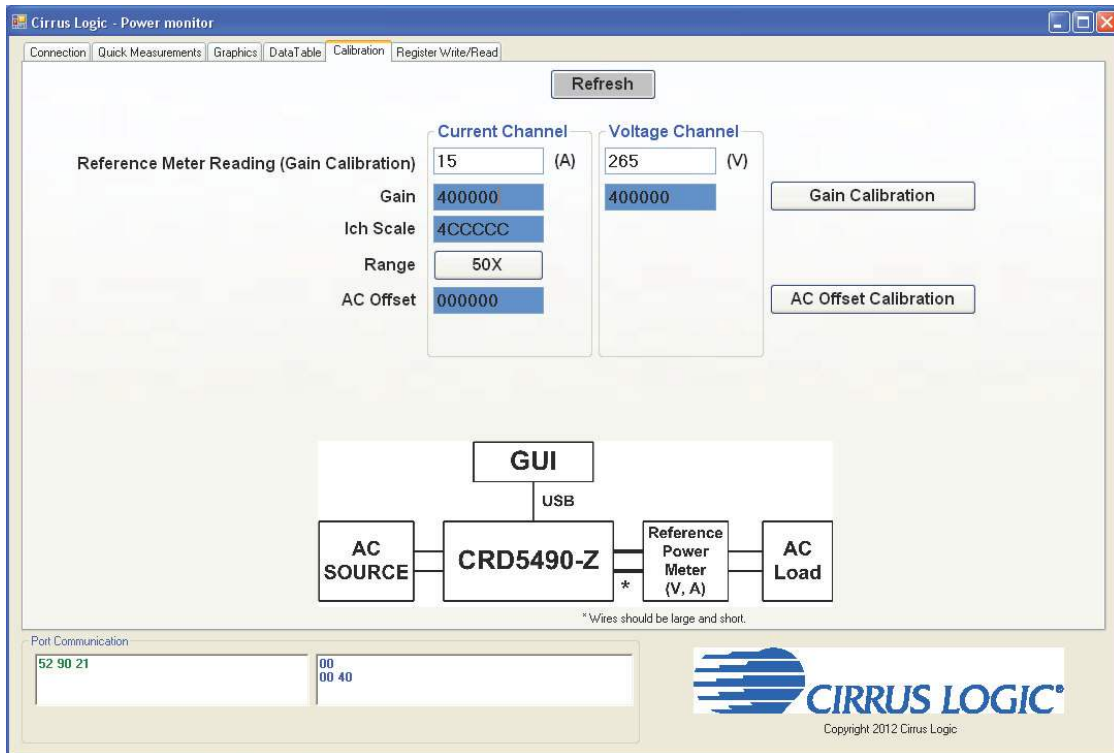 Cirrus Logic - Power monitor
Connection Quick Measurements Graphics DataTable Calibration Register Write/Read
Refresh
Current Channel Voltage Channel
Reference Meter Reading (Gain Calibration) 15 (A) 265 (V)
Gain 400000 400000 Gain Calibration
Ich Scale 4CCCCC
Range 50X
AC Offset 000000 AC Offset Calibration
GUI
USB
AC
SOURCE
CRD5490-Z
*
Reference
Power
Meter
(V, A)
AC
Load
* Wires should be large and short.
Port Communication
52 90 21
00
00 40
CIRRUS LOGIC®
Copyright 2012 Cirrus Logic